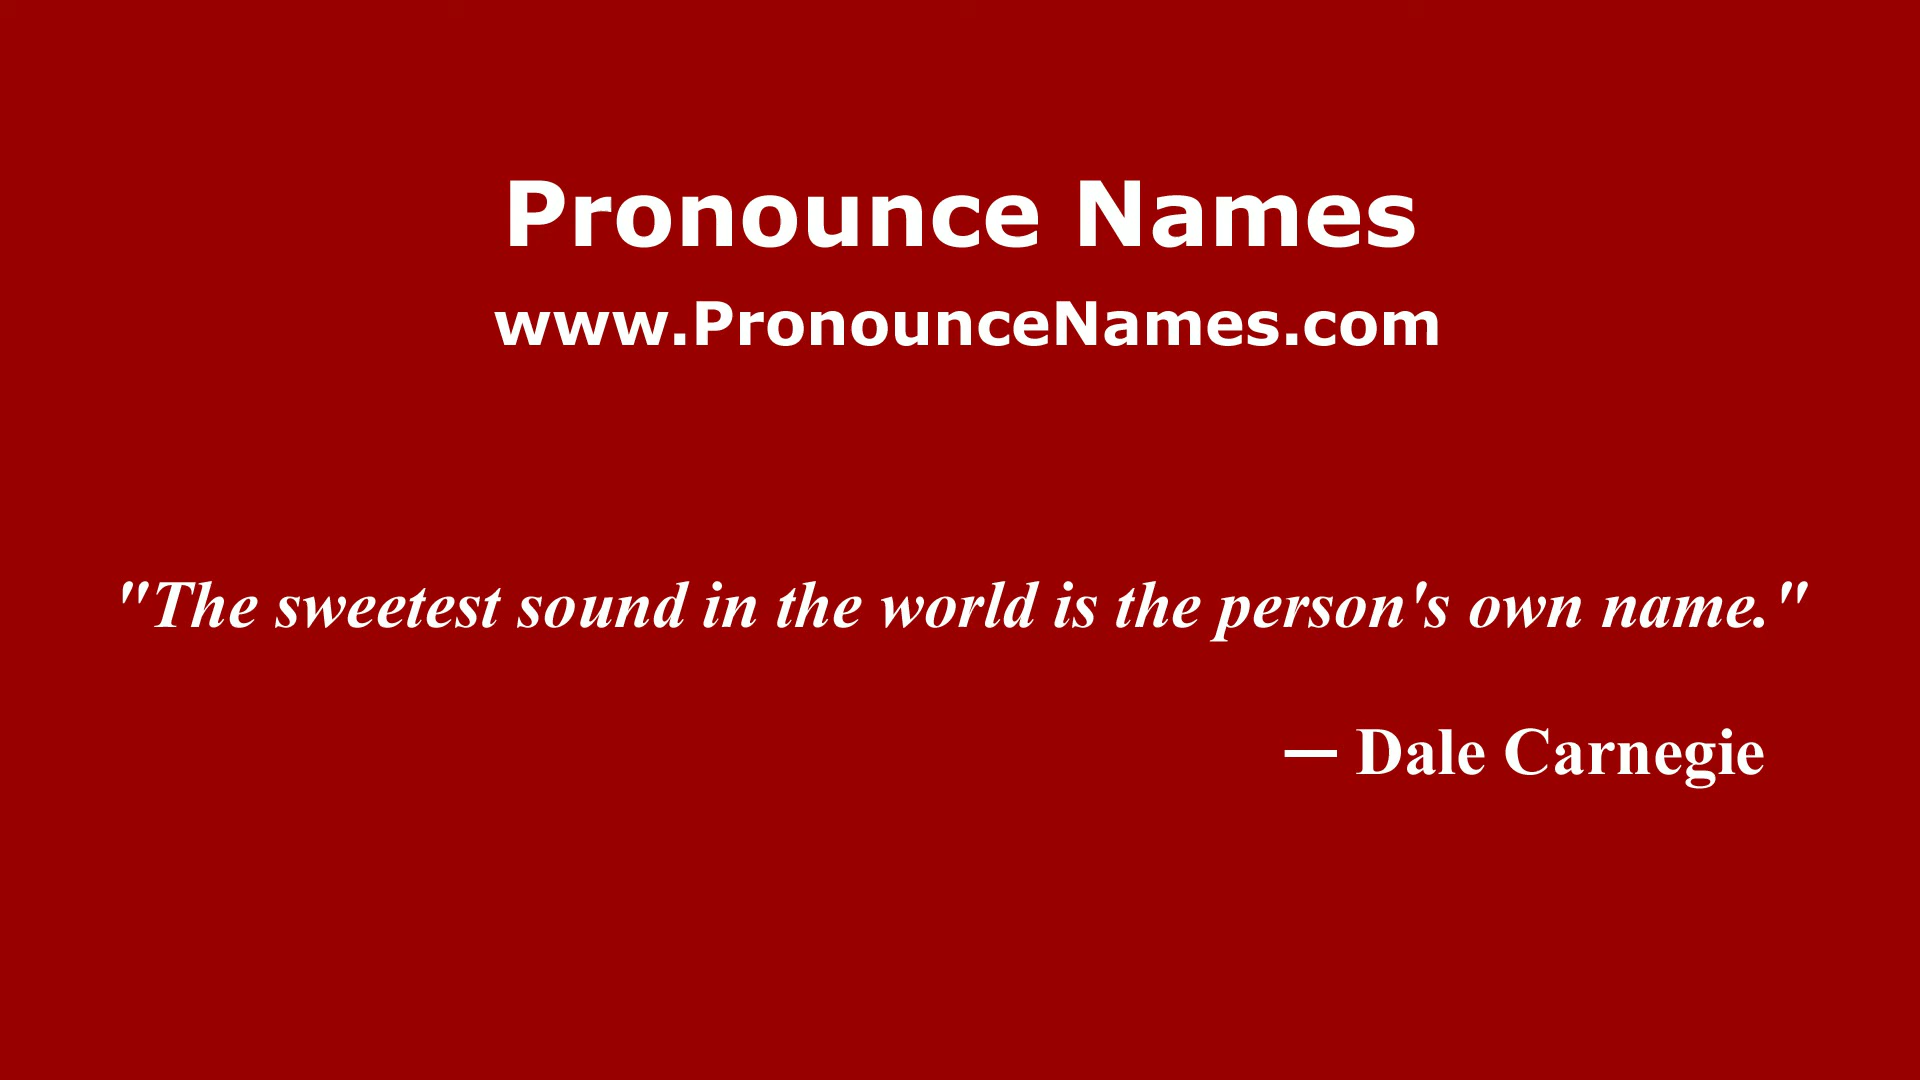 Pronounce Names
www.PronounceNames.com
"The sweetest sound in the world is the person's own name."
— Dale Carnegie